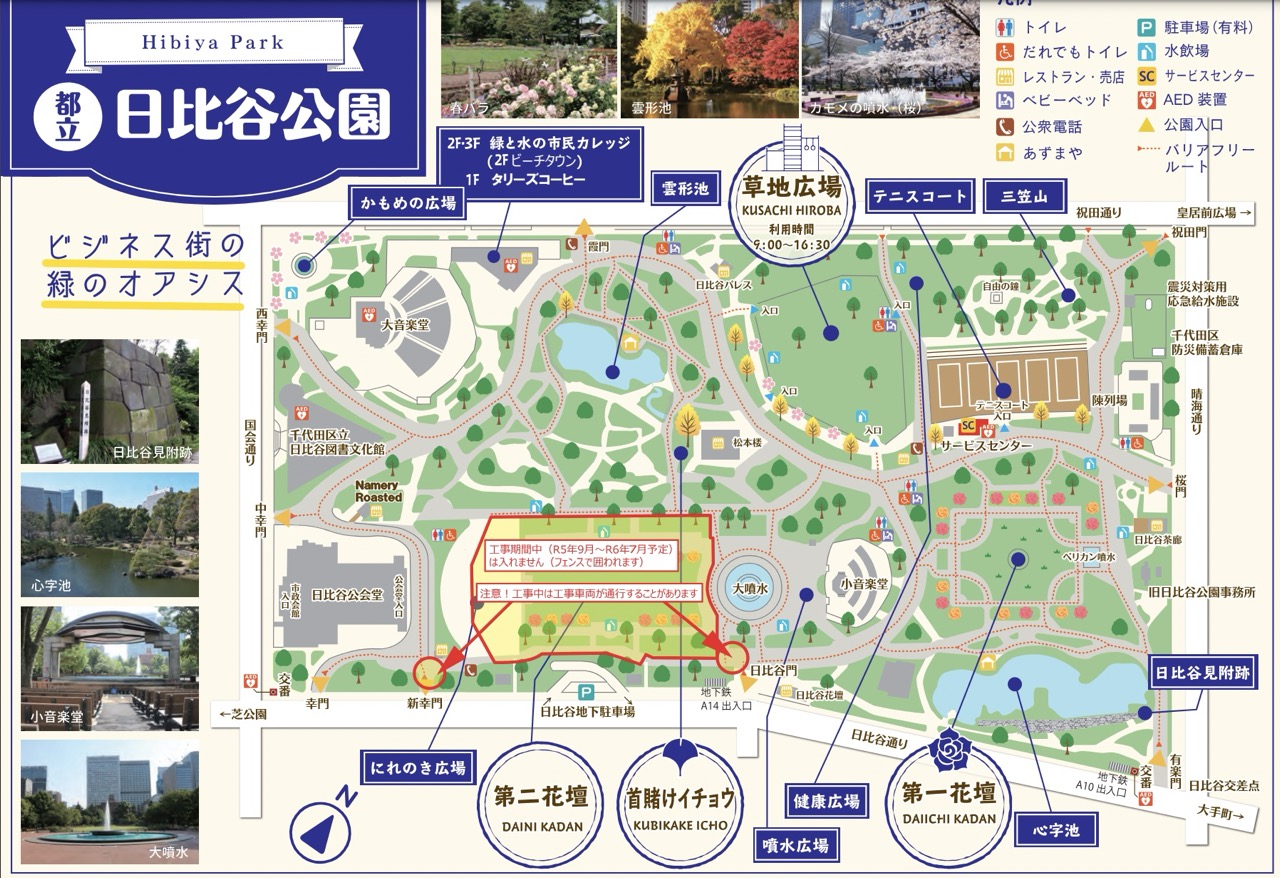 Hibiya Park
都立
日比谷公園
ビジネス街の
緑のオアシス
春バラ
雲形池
カモメの噴水(桜)
トイレ
だれでもトイレ
レストラン・売店
ベビーベッド
公衆電話
あずまや
P 駐車場(有料)
水飲場
SC サービスセンター
AED AED装置
公園入口
バリアフリー
ルート
2F・3F 緑と水の市民カレッジ
(2Fビーチタウン)
1F タリーズコーヒー
かもめの広場
雲形池
草地広場
KUSACHI HIROBA
利用時間
9:00〜16:30
テニスコート
三笠山
祝田通り
皇居前広場→
祝田門
霞門
日比谷パレス
入口
入口
自由の鐘
震災対策用
応急給水施設
千代田区
防災備蓄倉庫
西幸門
AED
大音楽堂
AED
晴海通り
入口
テニスコート
入口
陳列場
SC
AED
サービスセンター
国会通り
AED
千代田区立
日比谷図書文化館
松本楼
Namery
Roasted
中幸門
桜門
日比谷茶廊
ペリカン噴水
工事期間中(R5年9月〜R6年7月予定)
は入れません(フェンスで囲われます)
注意!工事中は工事車両が通行することがあります
市政会館
入口
日比谷公会堂
公会堂入口
大噴水
小音楽堂
旧日比谷公園事務所
AED
交番
幸門
新幸門
P
日比谷地下駐車場
地下鉄
A14出入口
日比谷門
日比谷花壇
←芝公園
日比谷通り
日比谷見附跡
有楽門
交番
AED
地下鉄
A10出入口
日比谷交差点
大手町→
にれのき広場
第二花壇
DAINI KADAN
首賭けイチョウ
KUBIKAKE ICHO
噴水広場
健康広場
第一花壇
DAIICHI KADAN
心字池
N
日比谷見附跡
心字池
小音楽堂
大噴水